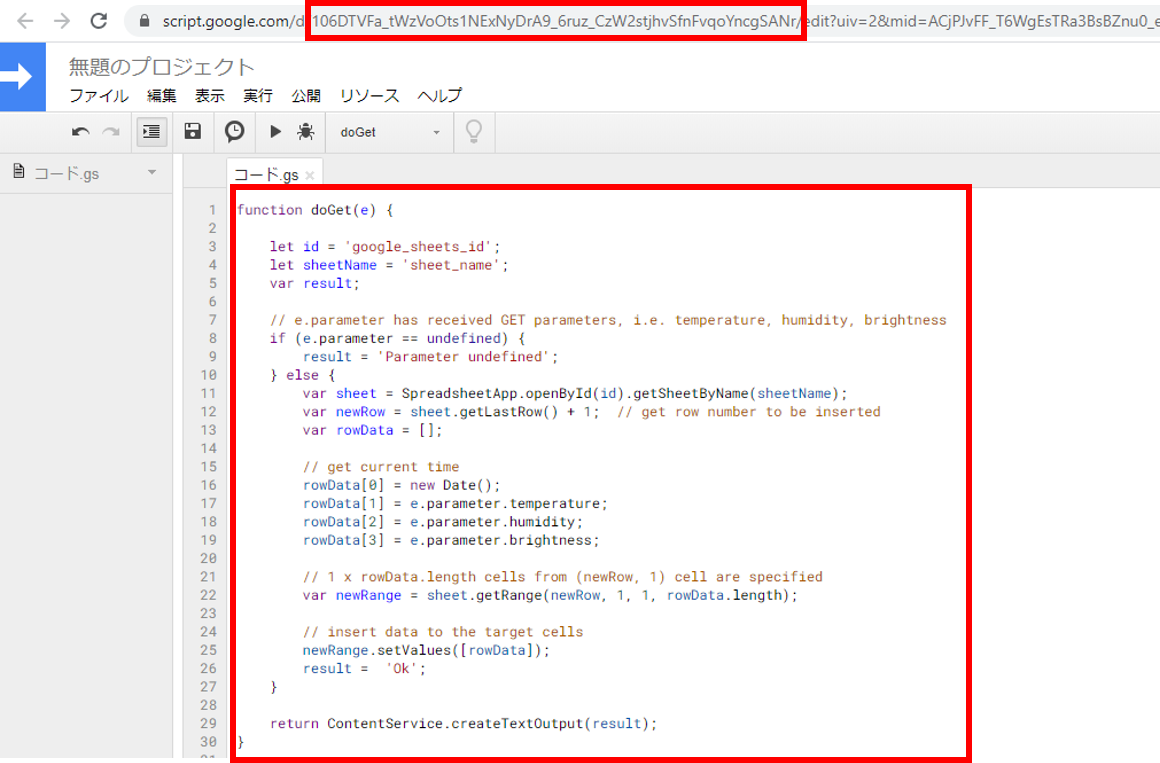 script.google.com/d/106DTVFa_tWzVoOts1NExNyDrA9_6ruz_CzW2stjhvSfnFvqoYncgSANr/edit?uiv=2&mid=ACjPJvFF_T6WgEsTRa3BsBZnu0_e
無題のプロジェクト
ファイル 編集 表示 実行 公開 リソース ヘルプ
doGet
コード.gs
コード.gs ×
1 function doGet(e) {
2
3 let id = 'google_sheets_id';
4 let sheetName = 'sheet_name';
5 var result;
6
7 // e.parameter has received GET parameters, i.e. temperature, humidity, brightness
8 if (e.parameter == undefined) {
9 result = 'Parameter undefined';
10 } else {
11 var sheet = SpreadsheetApp.openById(id).getSheetByName(sheetName);
12 var newRow = sheet.getLastRow() + 1; // get row number to be inserted
13 var rowData = [];
14
15 // get current time
16 rowData[0] = new Date();
17 rowData[1] = e.parameter.temperature;
18 rowData[2] = e.parameter.humidity;
19 rowData[3] = e.parameter.brightness;
20
21 // 1 x rowData.length cells from (newRow, 1) cell are specified
22 var newRange = sheet.getRange(newRow, 1, 1, rowData.length);
23
24 // insert data to the target cells
25 newRange.setValues([rowData]);
26 result = 'Ok';
27 }
28
29 return ContentService.createTextOutput(result);
30 }